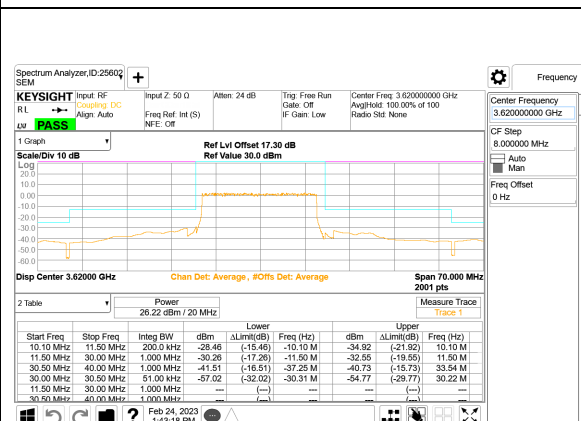 Spectrum Analyzer,ID:25602
SEM
Frequency
KEYSIGHT Input: RF Input Z: 50 Ω Atten: 24 dB Trig: Free Run Center Freq: 3.620000000 GHz
RL Coupling: DC Gate: Off Avg|Hold: 100.00% of 100
Align: Auto Freq Ref: Int (S) IF Gain: Low Radio Std: None
NFE: Off
PASS
Center Frequency
3.620000000 GHz
CF Step
8.000000 MHz
Auto
Man
Freq Offset
0 Hz
1 Graph
Ref Lvl Offset 17.30 dB
Scale/Div 10 dB Ref Value 30.0 dBm
Log
20.0
10.0
0.00
-10.0
-20.0
-30.0
-40.0
-50.0
-60.0
Disp Center 3.62000 GHz Chan Det: Average , #Offs Det: Average Span 70.000 MHz
2001 pts
2 Table Power Measure Trace
26.22 dBm / 20 MHz Trace 1
Lower Upper
Start Freq Stop Freq Integ BW dBm ΔLimit(dB) Freq (Hz) dBm ΔLimit(dB) Freq (Hz)
10.10 MHz 11.50 MHz 200.0 kHz -28.46 (-15.46) -10.10 M -34.92 (-21.92) 10.10 M
11.50 MHz 30.00 MHz 1.000 MHz -30.26 (-17.26) -11.50 M -32.55 (-19.55) 11.50 M
30.50 MHz 40.00 MHz 1.000 MHz -41.51 (-16.51) -37.25 M -40.73 (-15.73) 33.54 M
30.00 MHz 30.50 MHz 51.00 kHz -57.02 (-32.02) -30.31 M -54.77 (-29.77) 30.22 M
11.50 MHz 30.00 MHz 1.000 MHz --- (---) --- --- (---) ---
30.50 MHz 40.00 MHz 1.000 MHz --- (---) --- --- (---) ---
Feb 24, 2023
1:43:18 PM